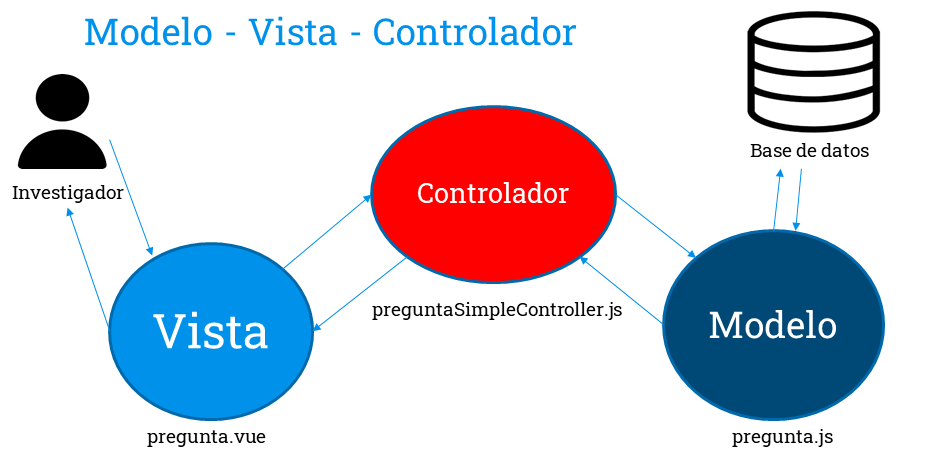 Modelo - Vista - Controlador
Investigador
Base de datos
Controlador
preguntaSimpleController.js
Vista
pregunta.vue
Modelo
pregunta.js